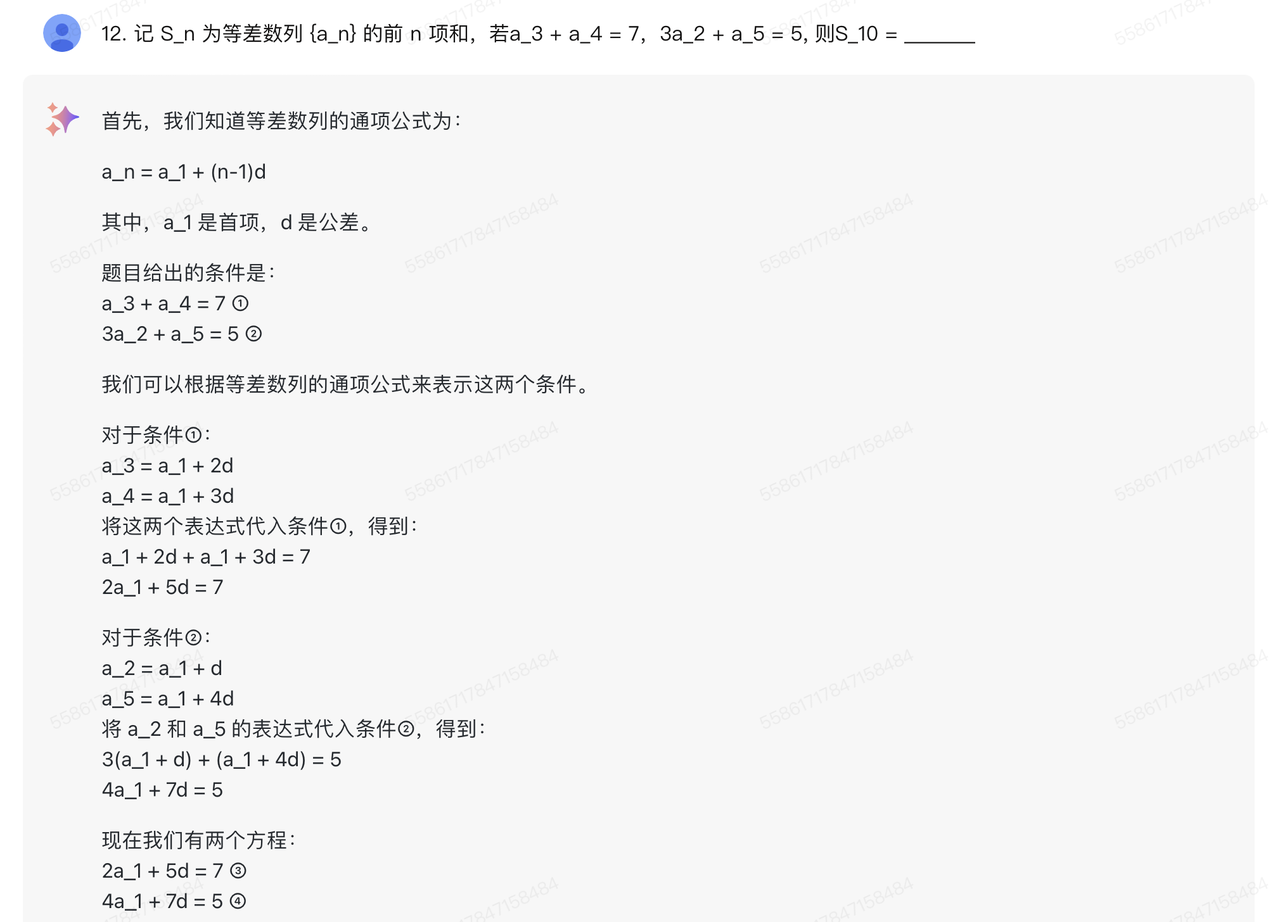 12. 记 S_n 为等差数列 {a_n} 的前 n 项和，若a_3 + a_4 = 7，3a_2 + a_5 = 5, 则S_10 = _______
首先，我们知道等差数列的通项公式为：
a_n = a_1 + (n-1)d
其中，a_1 是首项，d 是公差。
题目给出的条件是：
a_3 + a_4 = 7 ①
3a_2 + a_5 = 5 ②
我们可以根据等差数列的通项公式来表示这两个条件。
对于条件①：
a_3 = a_1 + 2d
a_4 = a_1 + 3d
将这两个表达式代入条件①，得到：
a_1 + 2d + a_1 + 3d = 7
2a_1 + 5d = 7
对于条件②：
a_2 = a_1 + d
a_5 = a_1 + 4d
将 a_2 和 a_5 的表达式代入条件②，得到：
3(a_1 + d) + (a_1 + 4d) = 5
4a_1 + 7d = 5
现在我们有两个方程：
2a_1 + 5d = 7 ③
4a_1 + 7d = 5 ④
55861717847158484